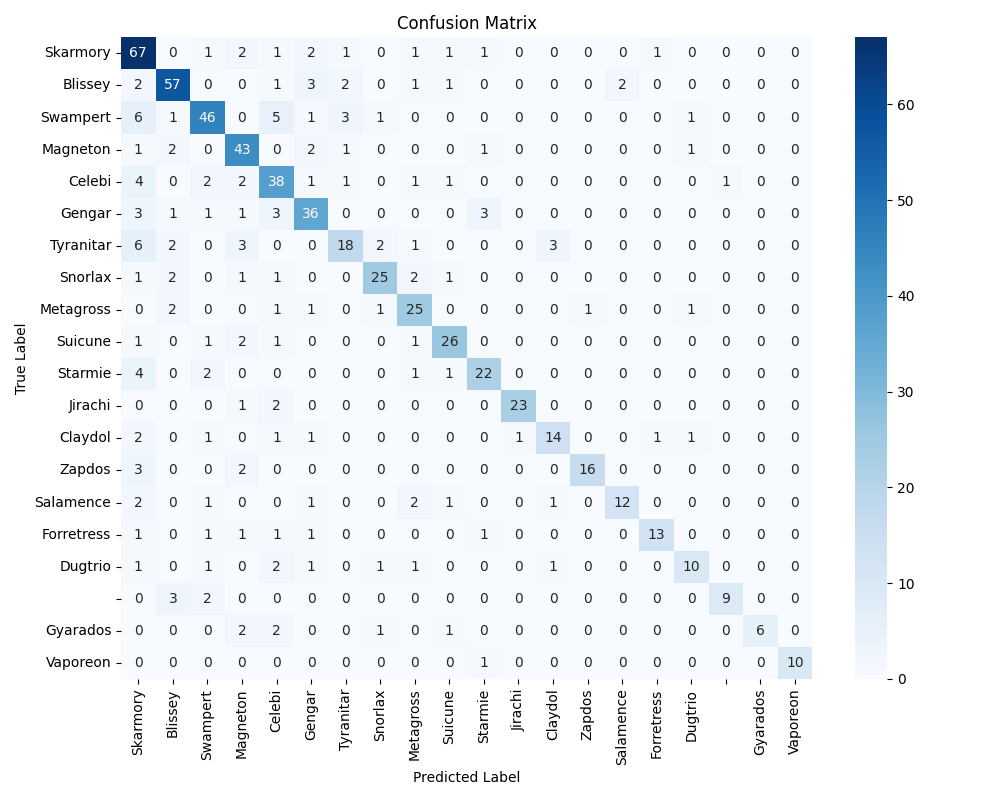 Confusion Matrix
Skarmory 67 0 1 2 1 2 1 0 1 1 1 0 0 0 0 1 0 0 0 0
Blissey 2 57 0 0 1 3 2 0 1 1 0 0 0 0 2 0 0 0 0 0
Swampert 6 1 46 0 5 1 3 1 0 0 0 0 0 0 0 0 1 0 0 0
Magneton 1 2 0 43 0 2 1 0 0 0 1 0 0 0 0 0 1 0 0 0
Celebi 4 0 2 2 38 1 1 0 1 1 0 0 0 0 0 0 0 1 0 0
Gengar 3 1 1 1 3 36 0 0 0 0 3 0 0 0 0 0 0 0 0 0
Tyranitar 6 2 0 3 0 0 18 2 1 0 0 0 3 0 0 0 0 0 0 0
Snorlax 1 2 0 1 1 0 0 25 2 1 0 0 0 0 0 0 0 0 0 0
Metagross 0 2 0 0 1 1 0 1 25 0 0 0 0 1 0 0 1 0 0 0
Suicune 1 0 1 2 1 0 0 0 1 26 0 0 0 0 0 0 0 0 0 0
Starmie 4 0 2 0 0 0 0 0 1 1 22 0 0 0 0 0 0 0 0 0
Jirachi 0 0 0 1 2 0 0 0 0 0 0 23 0 0 0 0 0 0 0 0
Claydol 2 0 1 0 1 1 0 0 0 0 0 1 14 0 0 1 1 0 0 0
Zapdos 3 0 0 2 0 0 0 0 0 0 0 0 0 16 0 0 0 0 0 0
Salamence 2 0 1 0 0 1 0 0 2 1 0 0 1 0 12 0 0 0 0 0
Forretress 1 0 1 1 1 1 0 0 0 0 1 0 0 0 0 13 0 0 0 0
Dugtrio 1 0 1 0 2 1 0 1 1 0 0 0 1 0 0 0 10 0 0 0
0 3 2 0 0 0 0 0 0 0 0 0 0 0 0 0 0 9 0 0
Gyarados 0 0 0 2 2 0 0 1 0 1 0 0 0 0 0 0 0 0 6 0
Vaporeon 0 0 0 0 0 0 0 0 0 0 1 0 0 0 0 0 0 0 0 10
Skarmory Blissey Swampert Magneton Celebi Gengar Tyranitar Snorlax Metagross Suicune Starmie Jirachi Claydol Zapdos Salamence Forretress Dugtrio Gyarados Vaporeon
Predicted Label
True Label
60
50
40
30
20
10
0